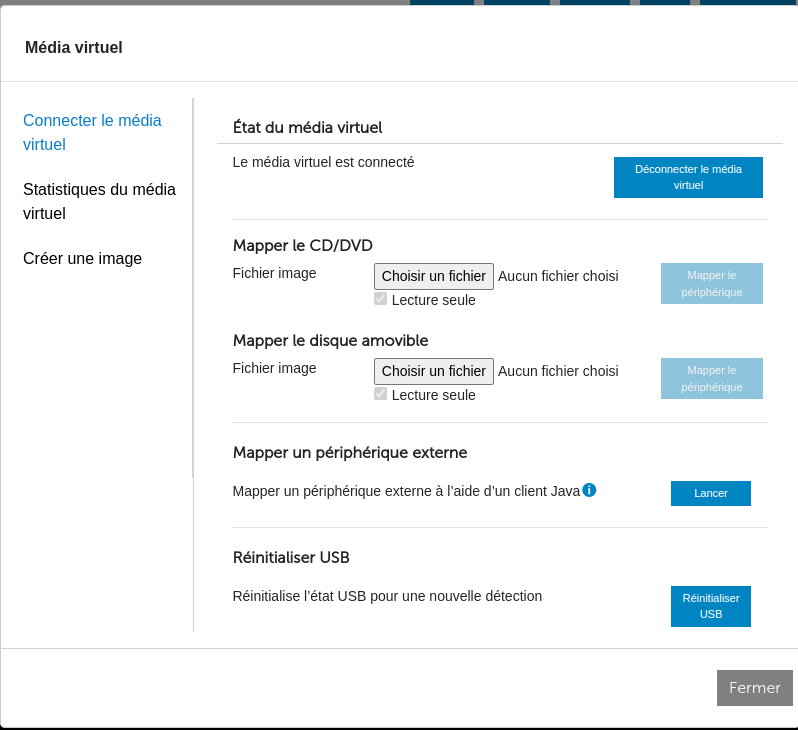 Média virtuel
Connecter le média
virtuel
Statistiques du média
virtuel
Créer une image
État du média virtuel
Le média virtuel est connecté
Déconnecter le média
virtuel
Mapper le CD/DVD
Fichier image
Choisir un fichier Aucun fichier choisi
Lecture seule
Mapper le
périphérique
Mapper le disque amovible
Fichier image
Choisir un fichier Aucun fichier choisi
Lecture seule
Mapper le
périphérique
Mapper un périphérique externe
Mapper un périphérique externe à l’aide d’un client Java
Lancer
Réinitialiser USB
Réinitialise l’état USB pour une nouvelle détection
Réinitialiser
USB
Fermer